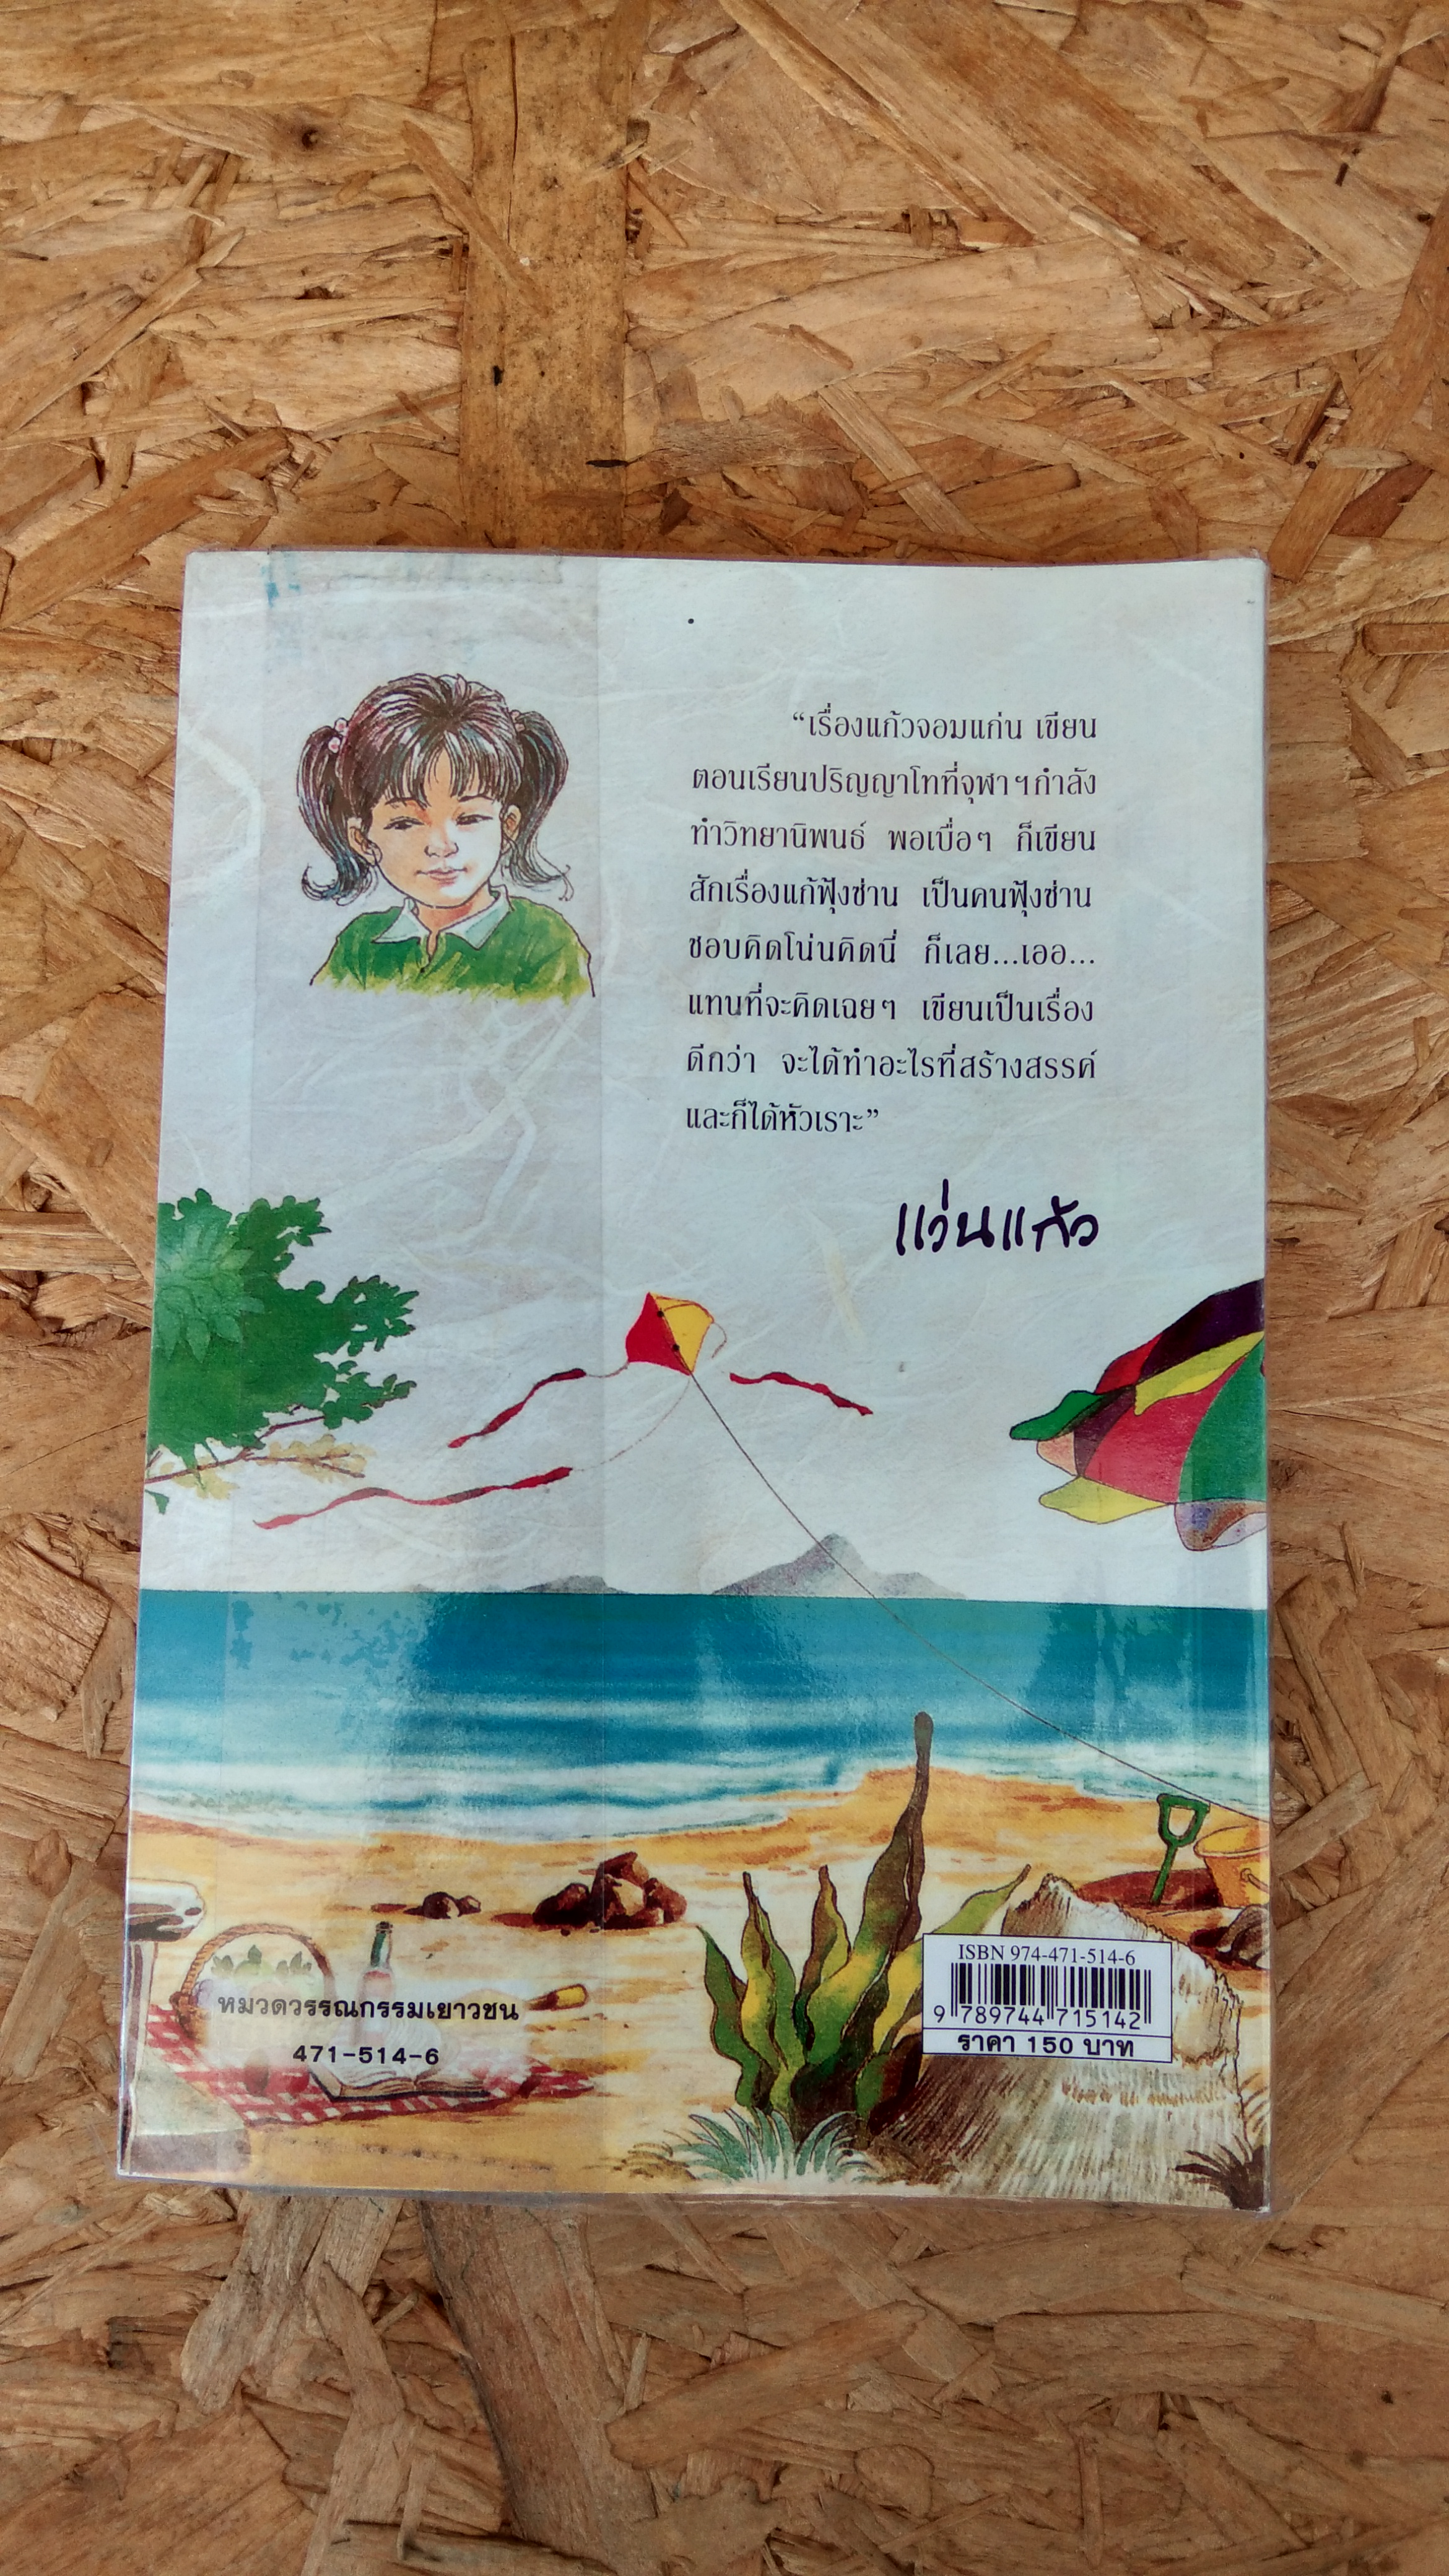 “เรื่องแก้วจอมแก่น เขียน
ตอนเรียนปริญญาโทที่จุฬาฯกำลัง
ทำวิทยานิพนธ์ พอเบื่อๆ ก็เขียน
สักเรื่องแก้ฟุ้งซ่าน เป็นคนฟุ้งซ่าน
ชอบคิดโน่นคิดนี่ ก็เลย...เออ...
แทนที่จะคิดเฉยๆ เขียนเป็นเรื่อง
ดีกว่า จะได้ทำอะไรที่สร้างสรรค์
และก็ได้หัวเราะ”
แว่นแก้ว
หมวดวรรณกรรมเยาวชน
471-514-6
ISBN 974-471-514-6
9 789744 715142
ราคา 150 บาท